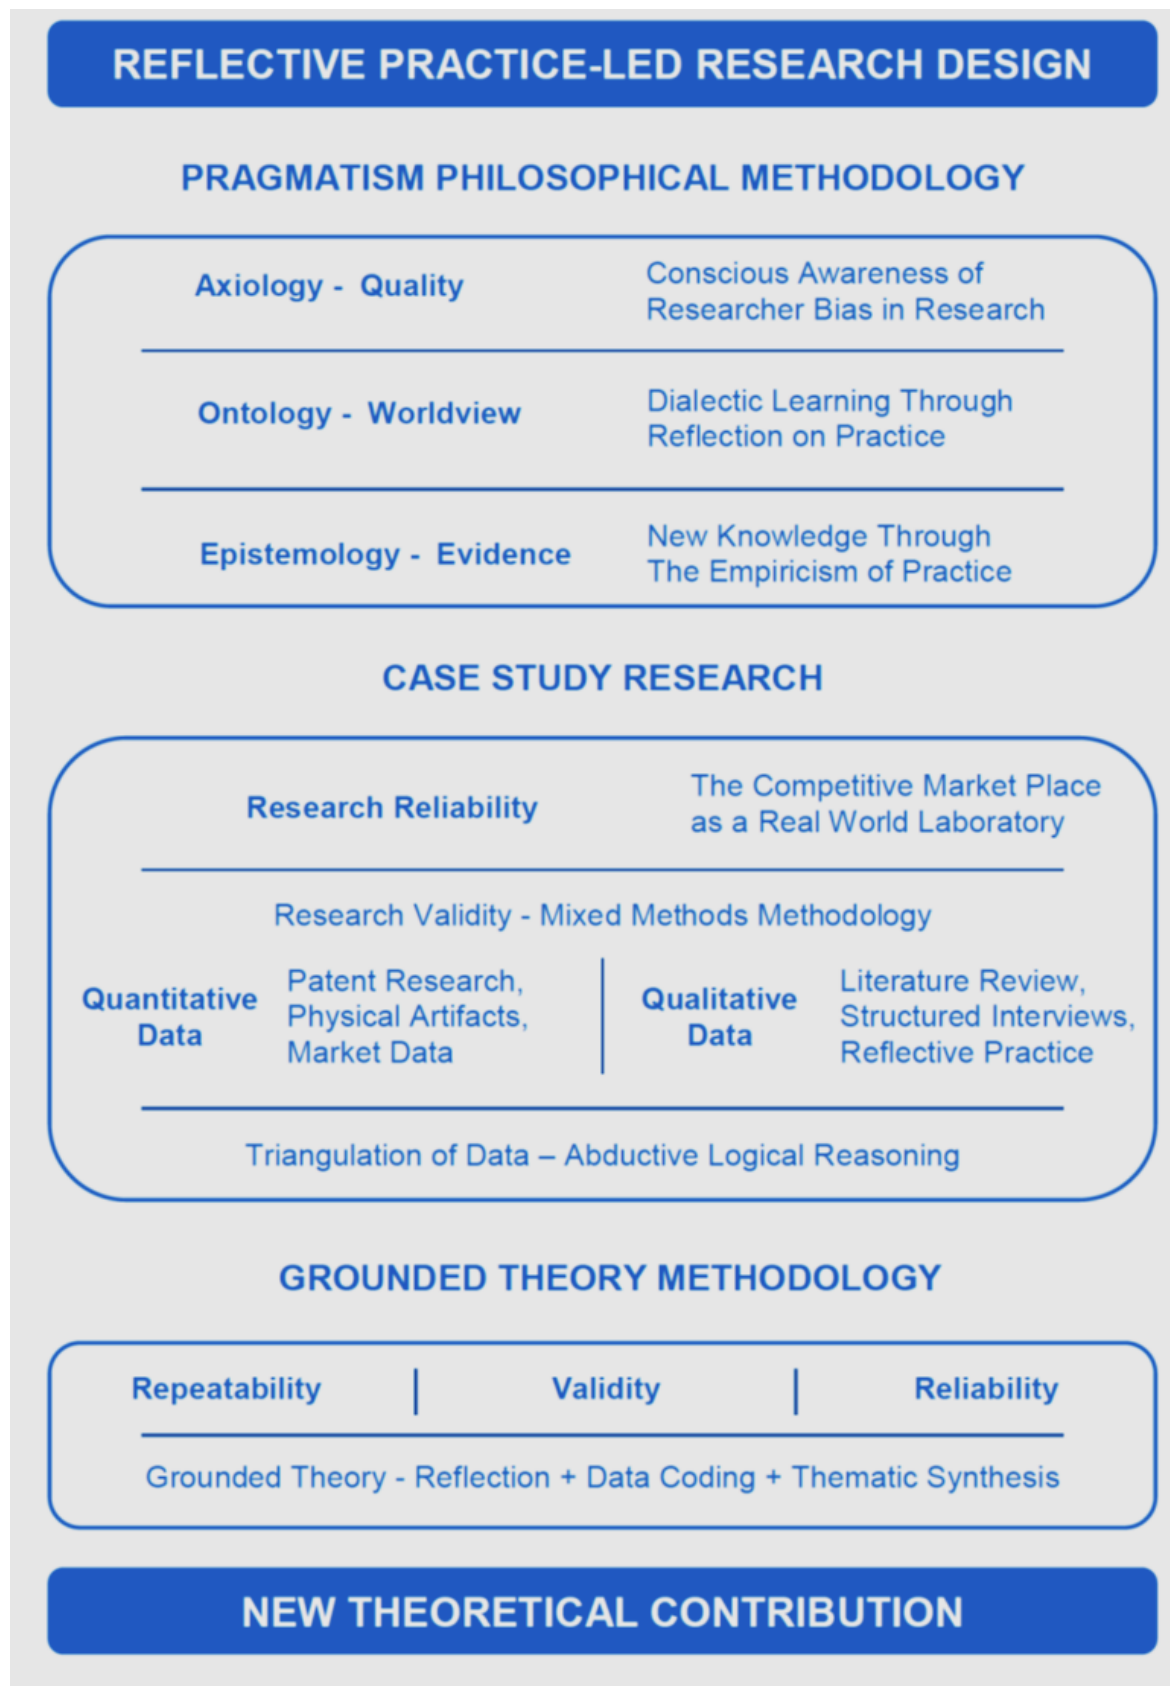 REFLECTIVE PRACTICE-LED RESEARCH DESIGN
PRAGMATISM PHILOSOPHICAL METHODOLOGY
Axiology - Quality
Conscious Awareness of
Researcher Bias in Research
Ontology - Worldview
Dialectic Learning Through
Reflection on Practice
Epistemology - Evidence
New Knowledge Through
The Empiricism of Practice
CASE STUDY RESEARCH
Research Reliability
The Competitive Market Place
as a Real World Laboratory
Research Validity - Mixed Methods Methodology
Quantitative
Data
Patent Research,
Physical Artifacts,
Market Data
Qualitative
Data
Literature Review,
Structured Interviews,
Reflective Practice
Triangulation of Data – Abductive Logical Reasoning
GROUNDED THEORY METHODOLOGY
Repeatability
Validity
Reliability
Grounded Theory - Reflection + Data Coding + Thematic Synthesis
NEW THEORETICAL CONTRIBUTION